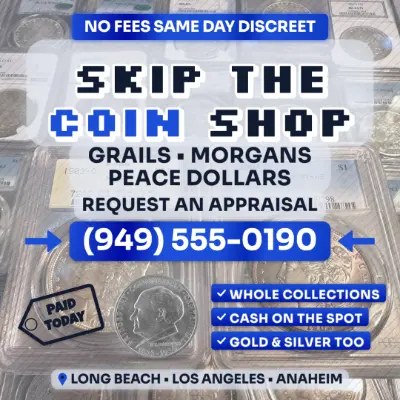 NO FEES SAME DAY DISCREET
SKIP THE
COIN SHOP
GRAILS ▪ MORGANS
PEACE DOLLARS
REQUEST AN APPRAISAL
(949) 555-0190
PAID
TODAY
✓ WHOLE COLLECTIONS
✓ CASH ON THE SPOT
✓ GOLD & SILVER TOO
LONG BEACH ▪ LOS ANGELES ▪ ANAHEIM